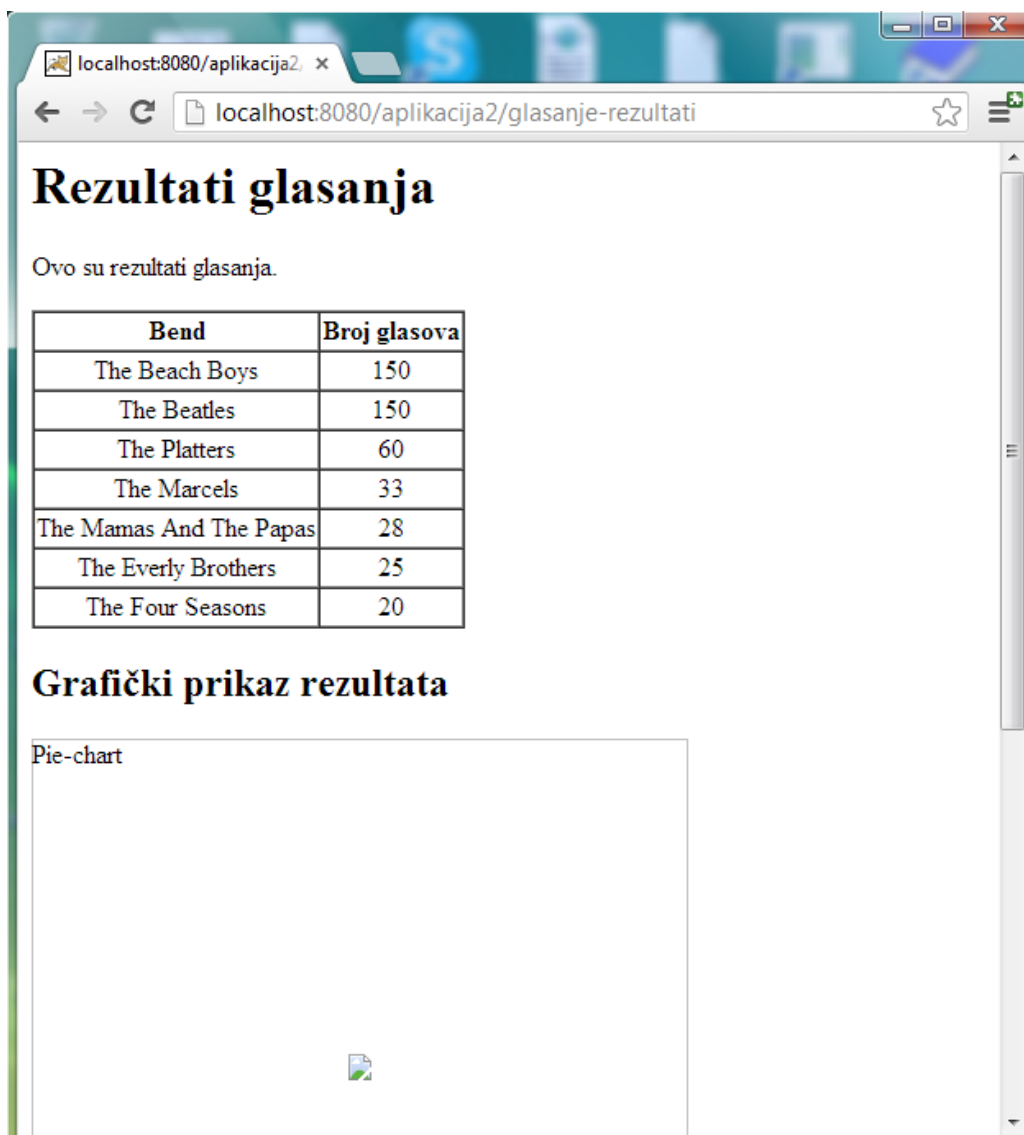 localhost:8080/aplikacija2/
localhost:8080/aplikacija2/glasanje-rezultati
Rezultati glasanja
Ovo su rezultati glasanja.
Bend Broj glasova
The Beach Boys 150
The Beatles 150
The Platters 60
The Marcels 33
The Mamas And The Papas 28
The Everly Brothers 25
The Four Seasons 20
Grafički prikaz rezultata
Pie-chart